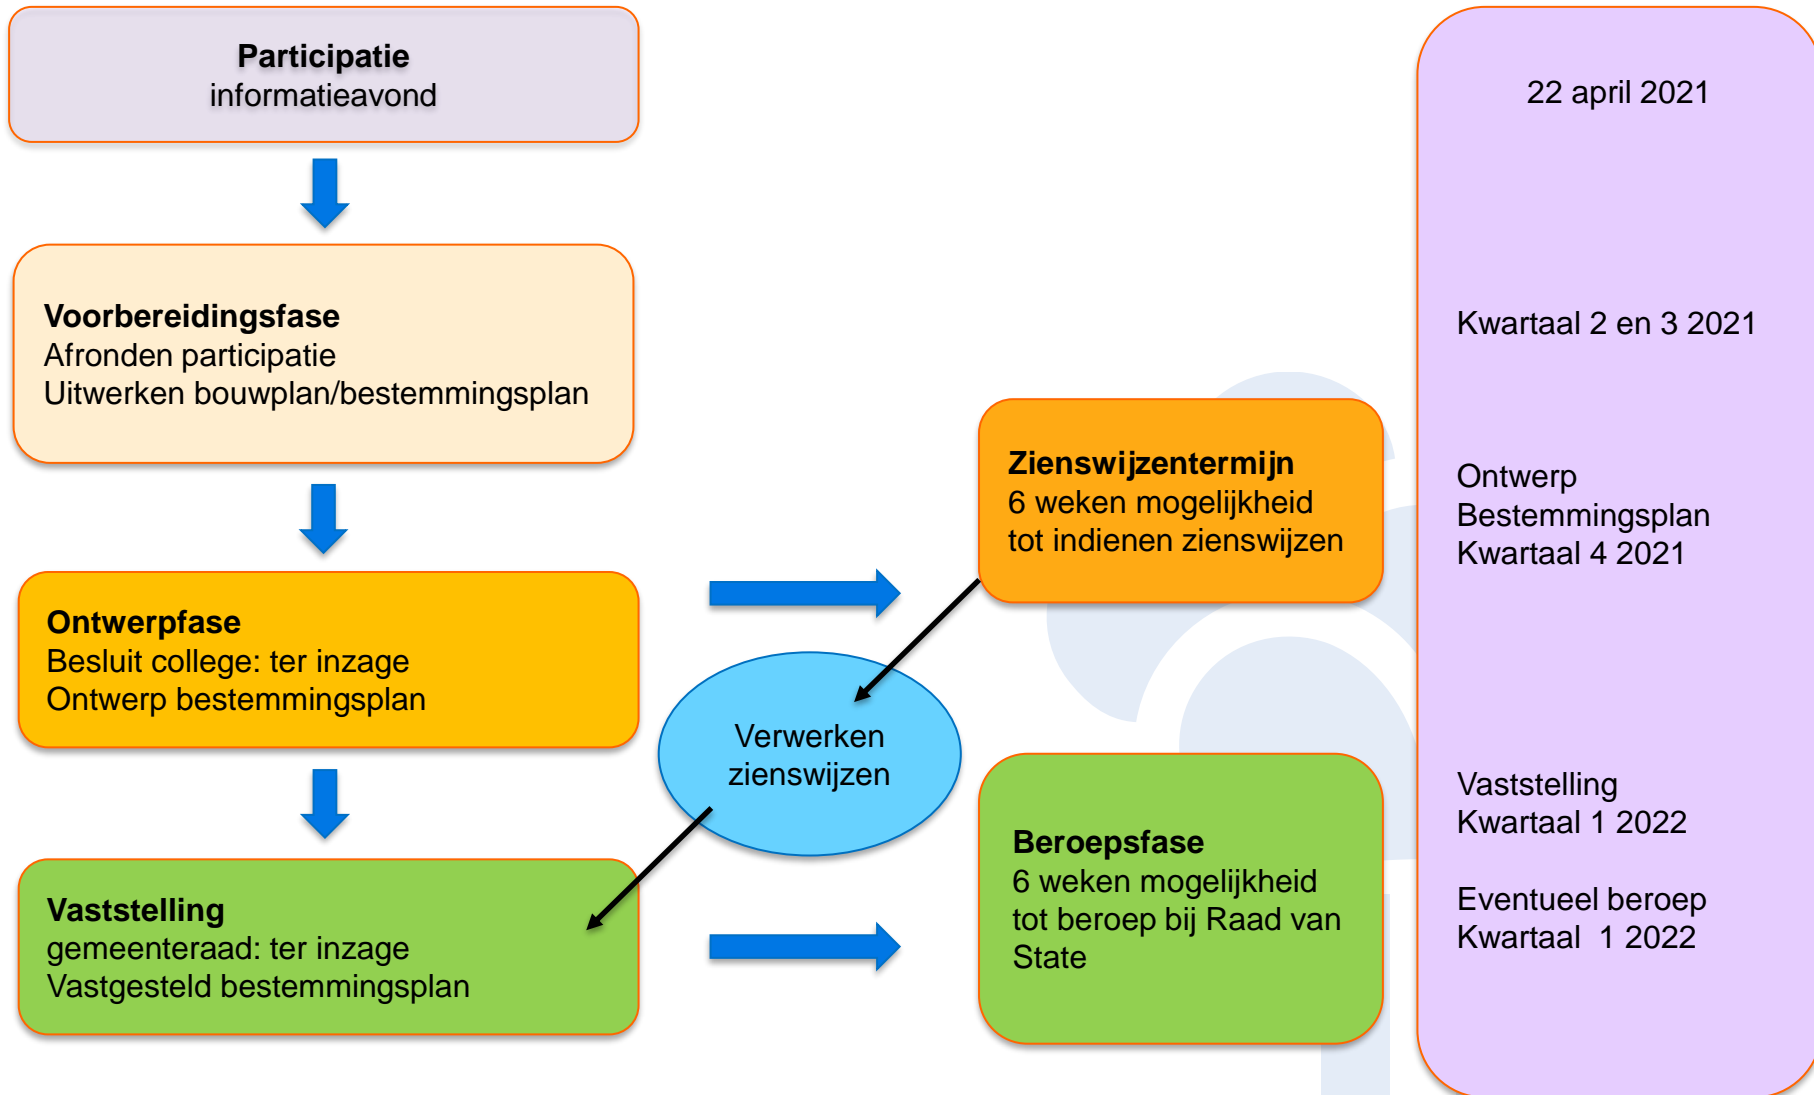 Participatie
informatieavond
Voorbereidingsfase
Afronden participatie
Uitwerken bouwplan/bestemmingsplan
Ontwerpfase
Besluit college: ter inzage
Ontwerp bestemmingsplan
Vaststelling
gemeenteraad: ter inzage
Vastgesteld bestemmingsplan
Zienswijzentermijn
6 weken mogelijkheid
tot indienen zienswijzen
Verwerken
zienswijzen
Beroepsfase
6 weken mogelijkheid
tot beroep bij Raad van
State
22 april 2021
Kwartaal 2 en 3 2021
Ontwerp
Bestemmingsplan
Kwartaal 4 2021
Vaststelling
Kwartaal 1 2022
Eventueel beroep
Kwartaal  1 2022